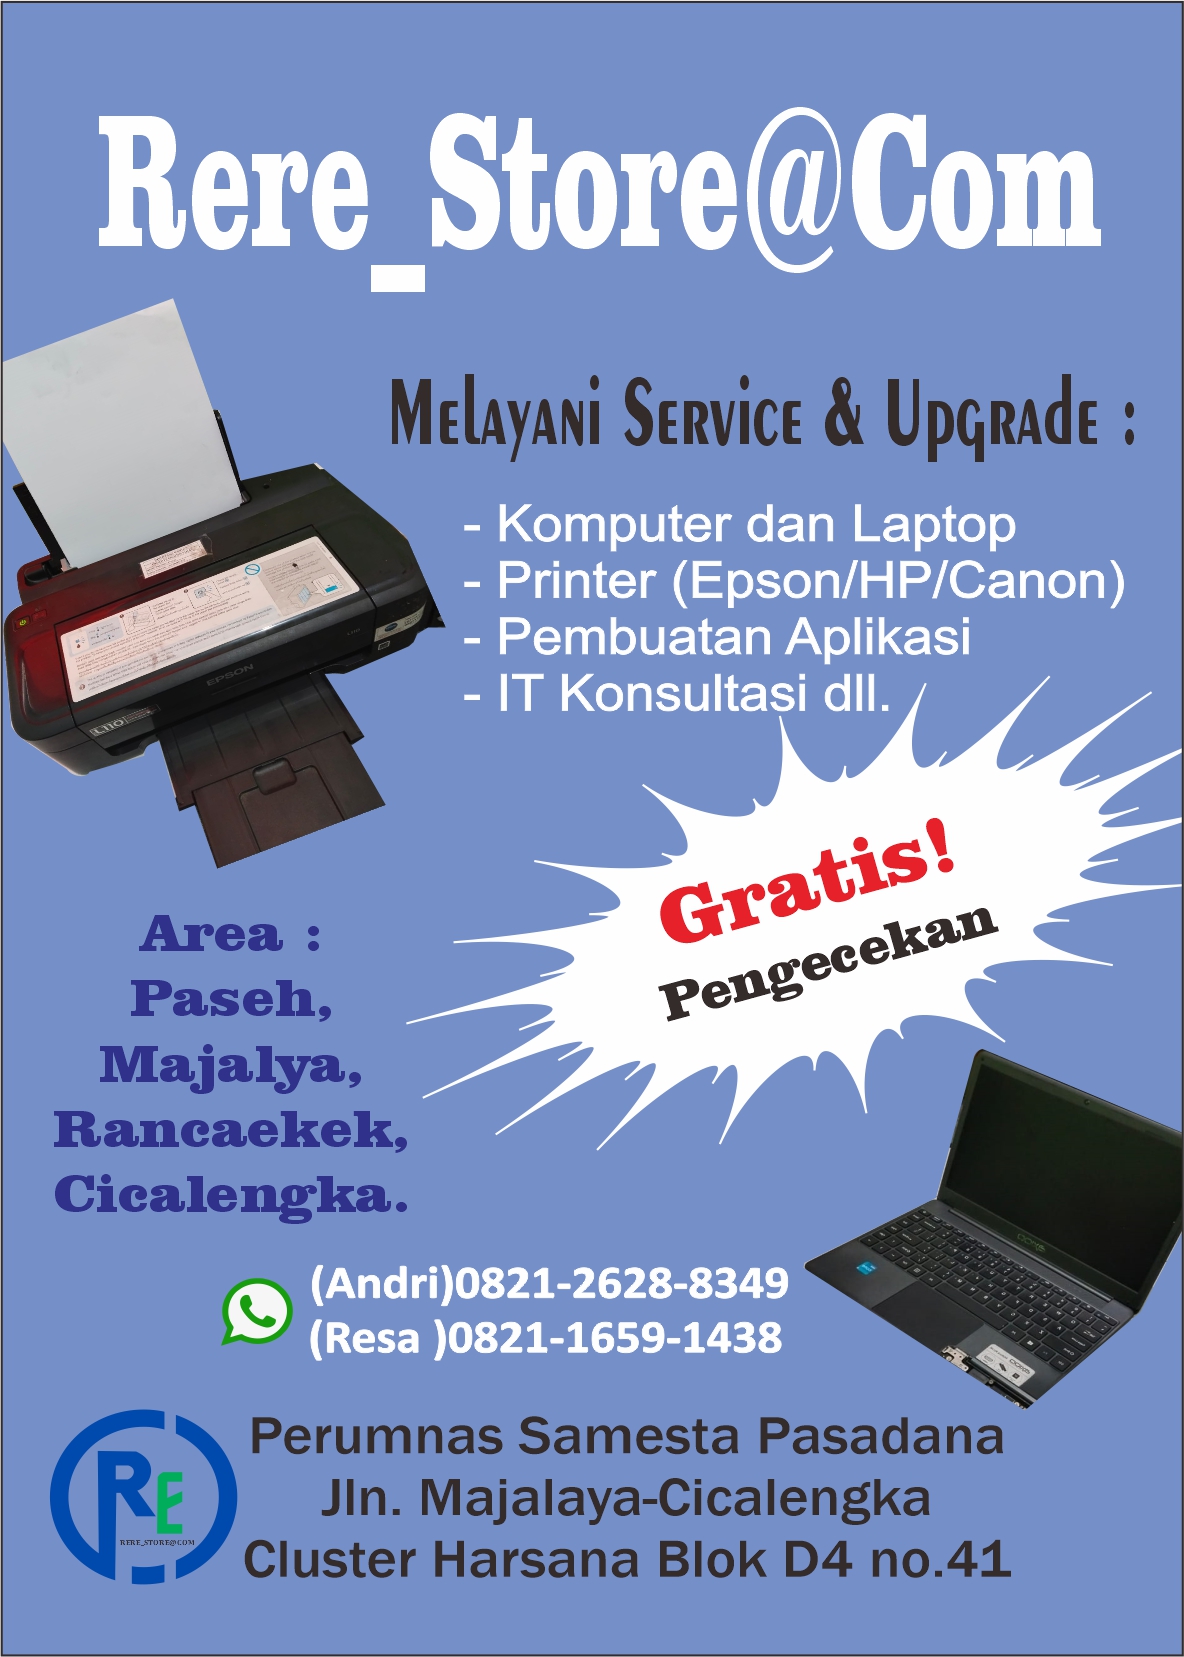 Rere_Store@Com
Melayani Service & Upgrade :
- Komputer dan Laptop
- Printer (Epson/HP/Canon)
- Pembuatan Aplikasi
- IT Konsultasi dll.
EPSON
L110
Gratis!
Pengecekan
Area :
Paseh,
Majalya,
Rancaekek,
Cicalengka.
(Andri)0821-2628-8349
(Resa )0821-1659-1438
Perumnas Samesta Pasadana
Jln. Majalaya-Cicalengka
Cluster Harsana Blok D4 no.41
RE
RERE_STORE@COM